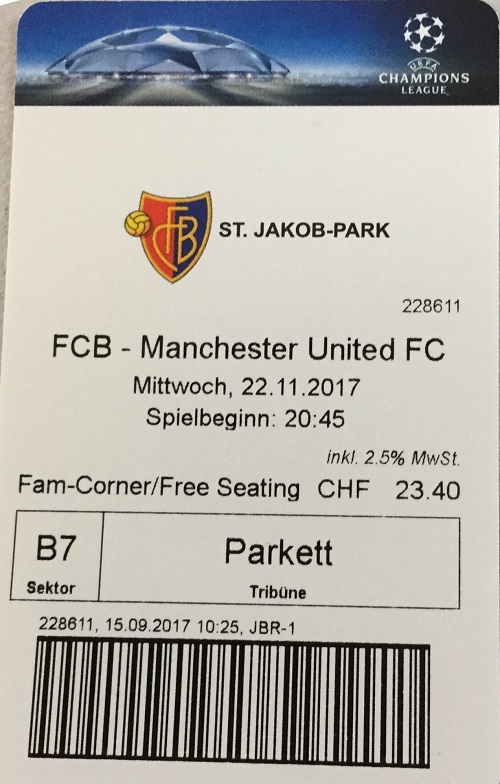 UEFA
CHAMPIONS
LEAGUE
FCB
ST. JAKOB-PARK
228611
FCB - Manchester United FC
Mittwoch, 22.11.2017
Spielbeginn: 20:45
inkl. 2.5% MwSt.
Fam-Corner/Free Seating CHF 23.40
B7 Parkett
Sektor Tribüne
228611, 15.09.2017 10:25, JBR-1